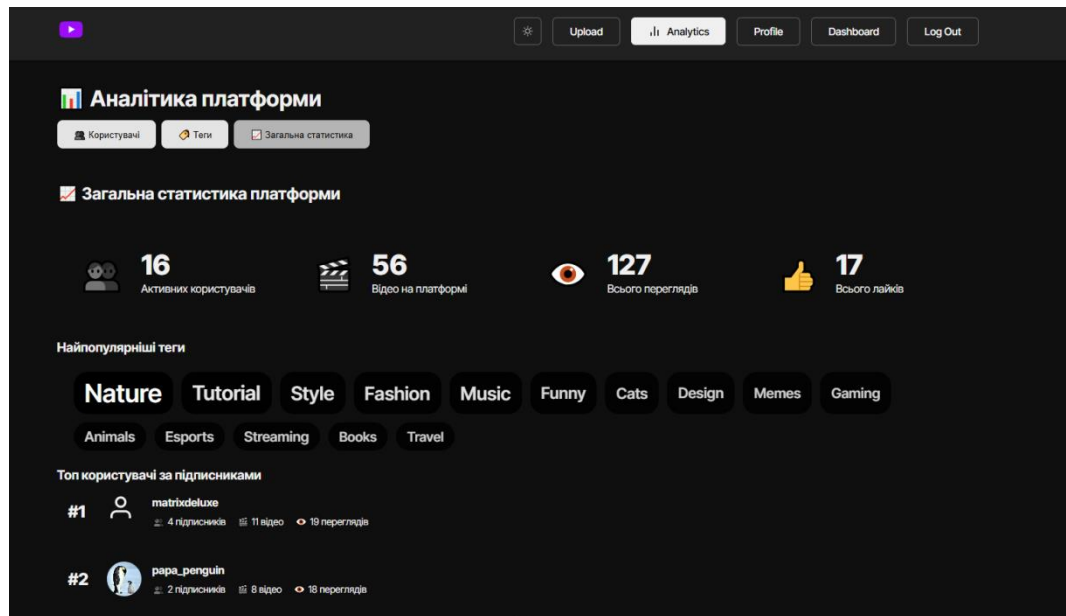 Upload Analytics Profile Dashboard Log Out
Аналітика платформи
Користувачі Теги Загальна статистика
Загальна статистика платформи
16 56 127 17
Активних користувачів Відео на платформі Всього переглядів Всього лайків
Найпопулярніші теги
Nature Tutorial Style Fashion Music Funny Cats Design Memes Gaming
Animals Esports Streaming Books Travel
Топ користувачі за підписниками
#1 matrixdeluxe
4 підписників 11 відео 19 переглядів
#2 papa_penguin
2 підписників 8 відео 18 переглядів